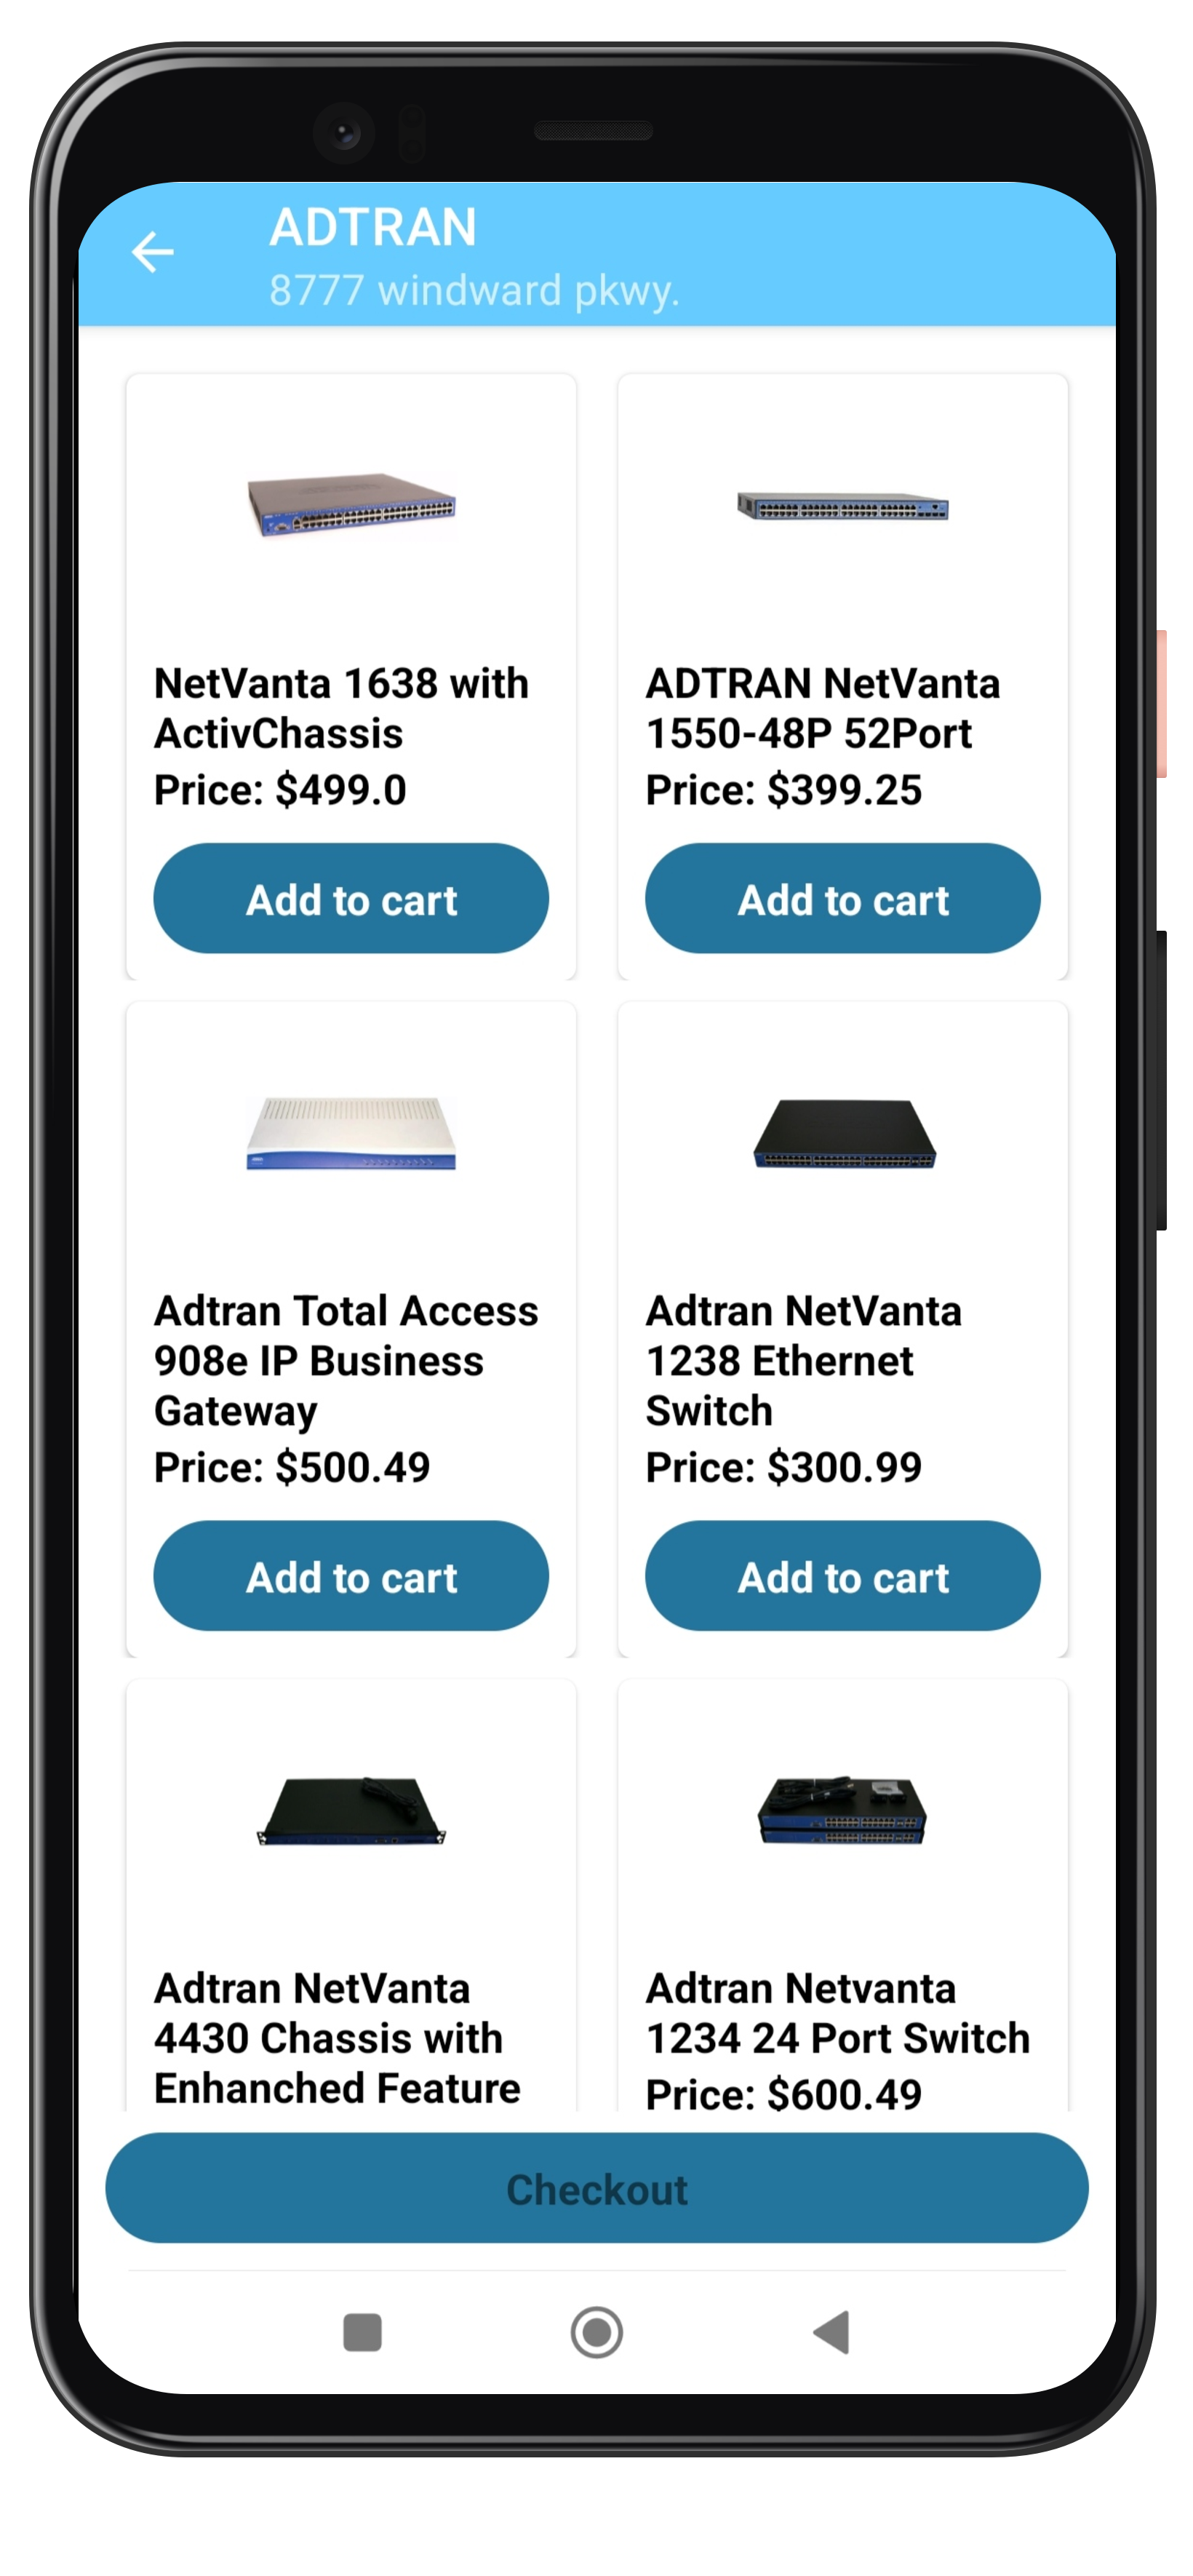 ADTRAN
8777 windward pkwy.
NetVanta 1638 with
ActivChassis
Price: $499.0
Add to cart
ADTRAN NetVanta
1550-48P 52Port
Price: $399.25
Add to cart
Adtran Total Access
908e IP Business
Gateway
Price: $500.49
Add to cart
Adtran NetVanta
1238 Ethernet
Switch
Price: $300.99
Add to cart
Adtran NetVanta
4430 Chassis with
Enhanched Feature
Adtran Netvanta
1234 24 Port Switch
Price: $600.49
Checkout